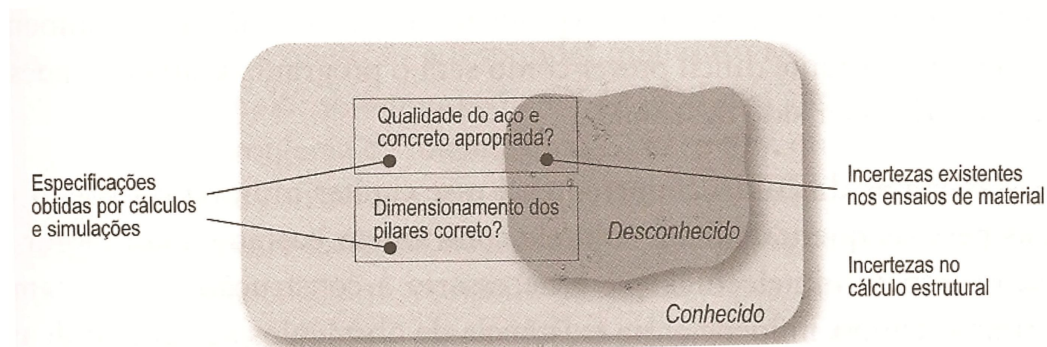 Qualidade do aço e
concreto apropriada?
Especificações
obtidas por cálculos
e simulações
Dimensionamento dos
pilares correto?
Desconhecido
Conhecido
Incertezas existentes
nos ensaios de material
Incertezas no
cálculo estrutural